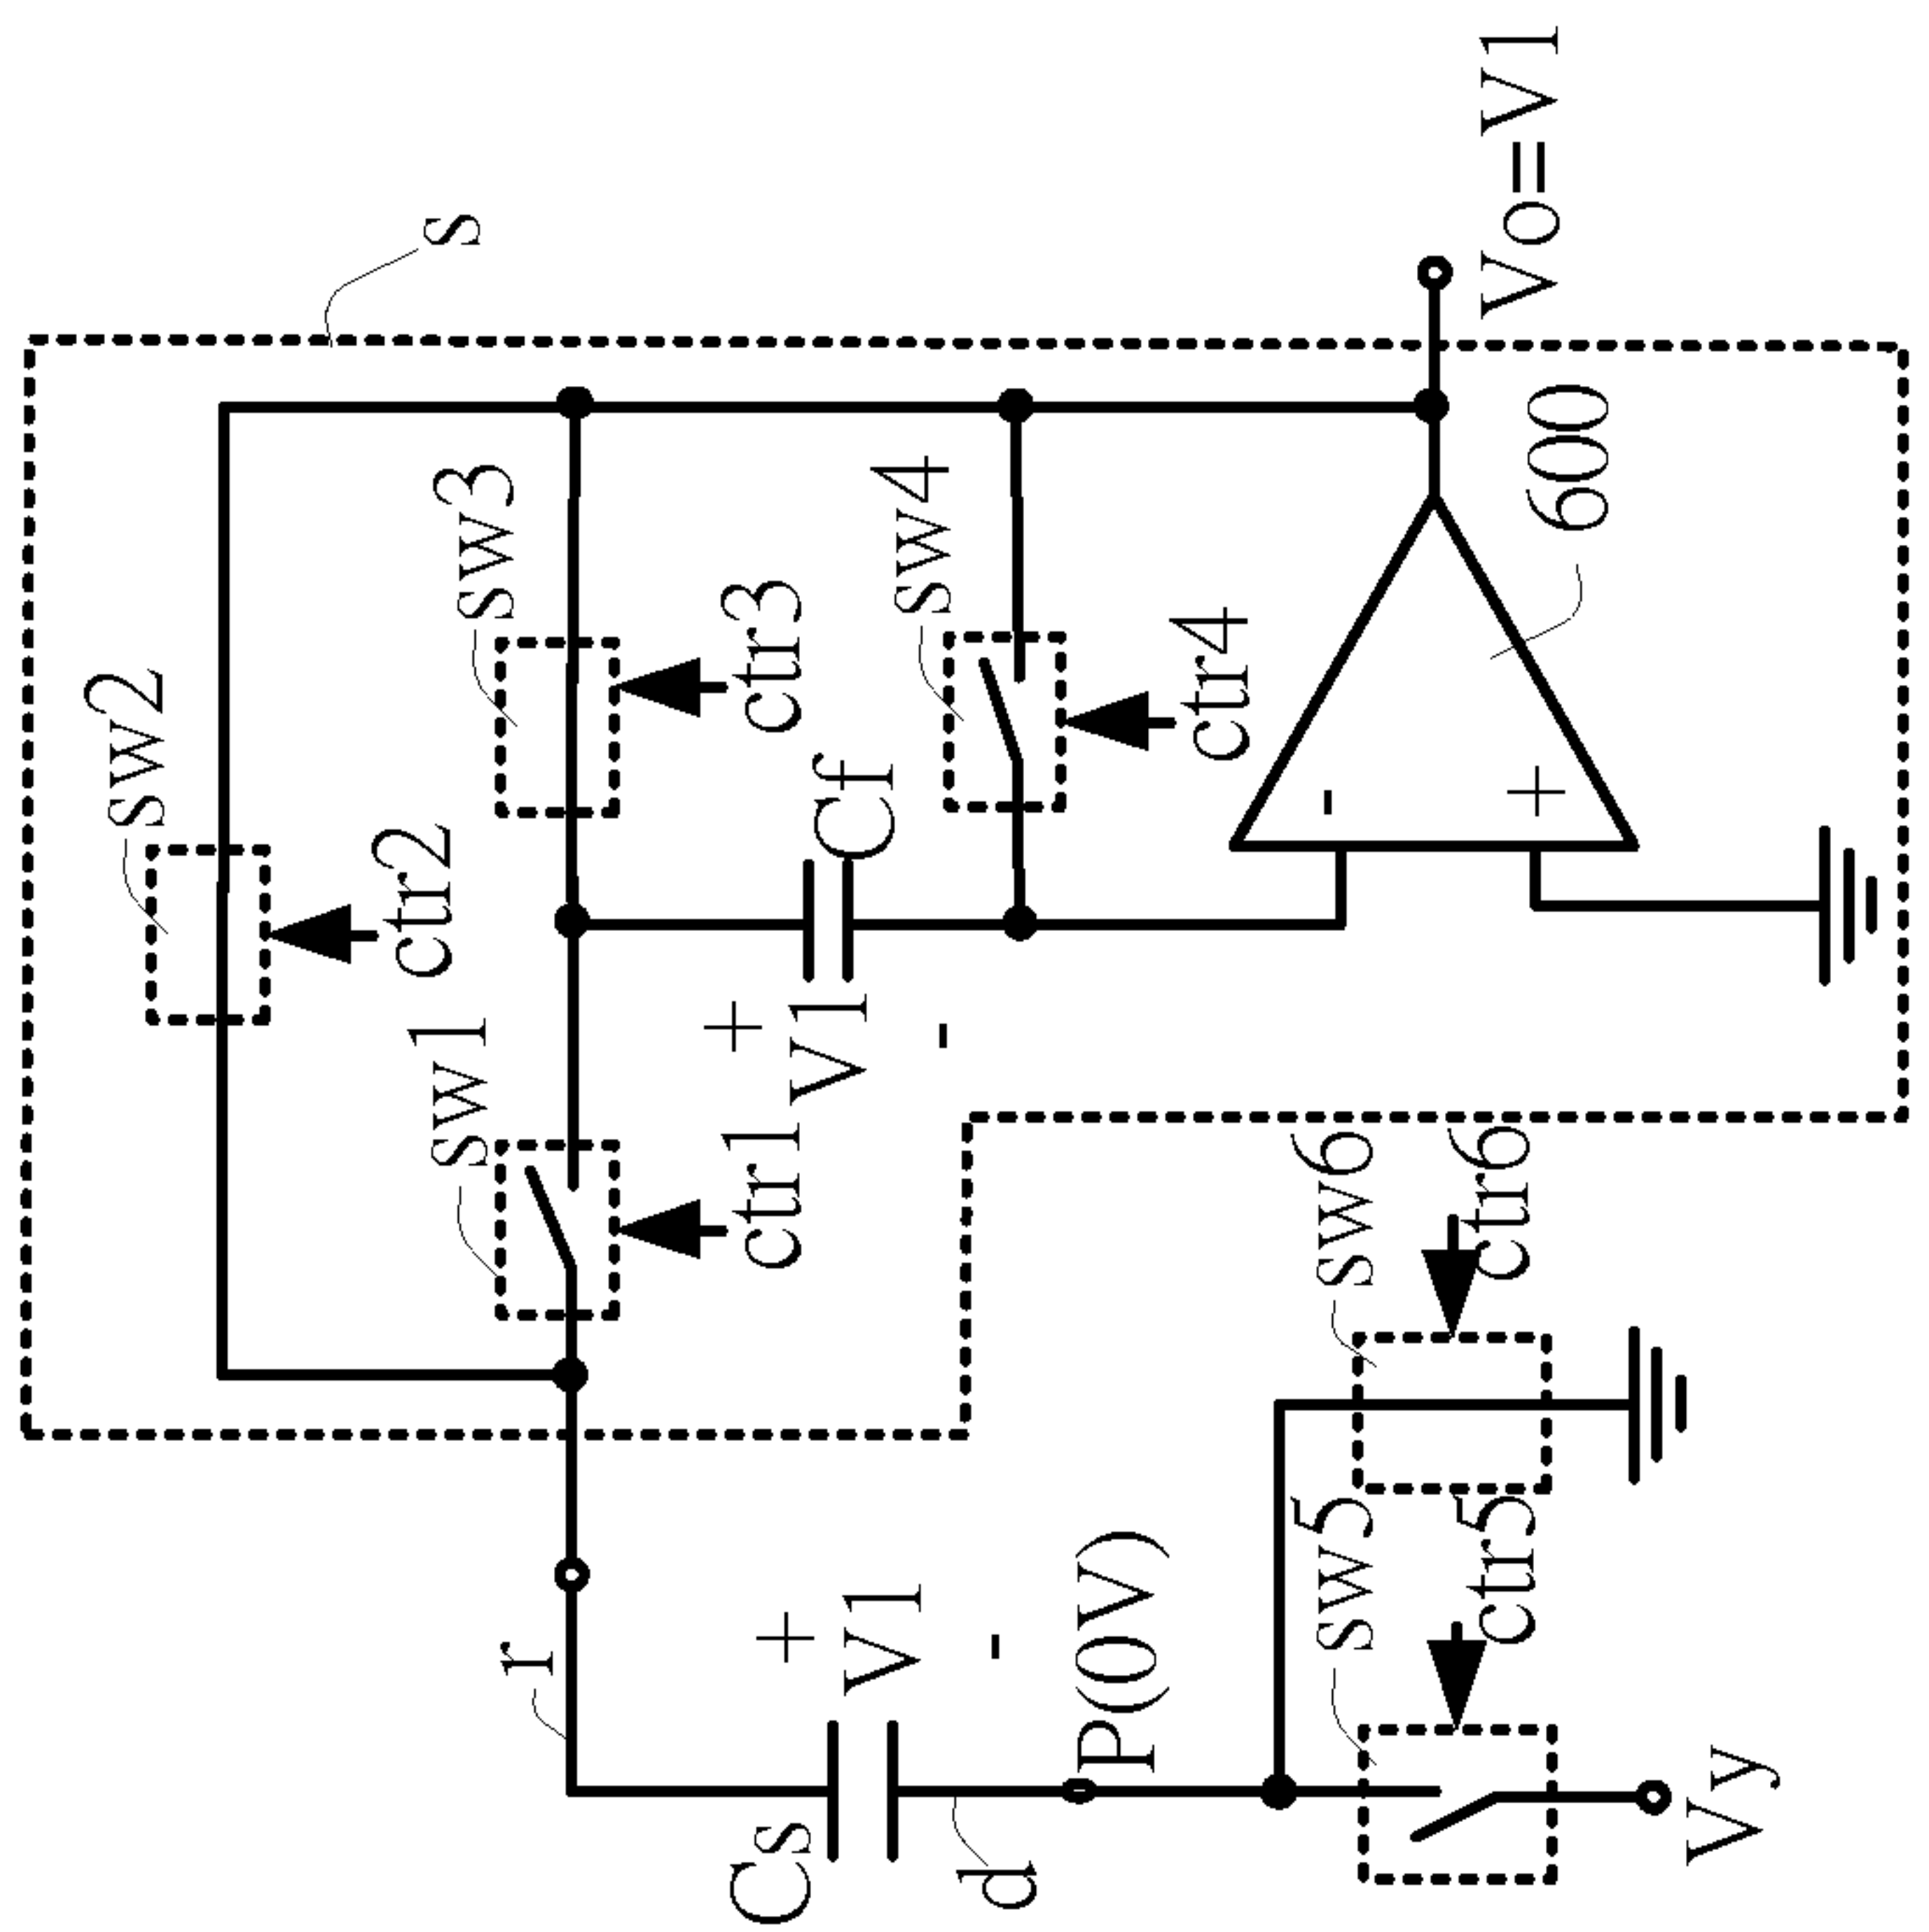 s
sw2
ctr2
sw3
ctr3
sw1
ctr1
+
V1
-
Cf
sw4
ctr4
-
+
600
Vo=V1
r
Cs
+
V1
-
d
P(0V)
sw5
ctr5
sw6
ctr6
Vy